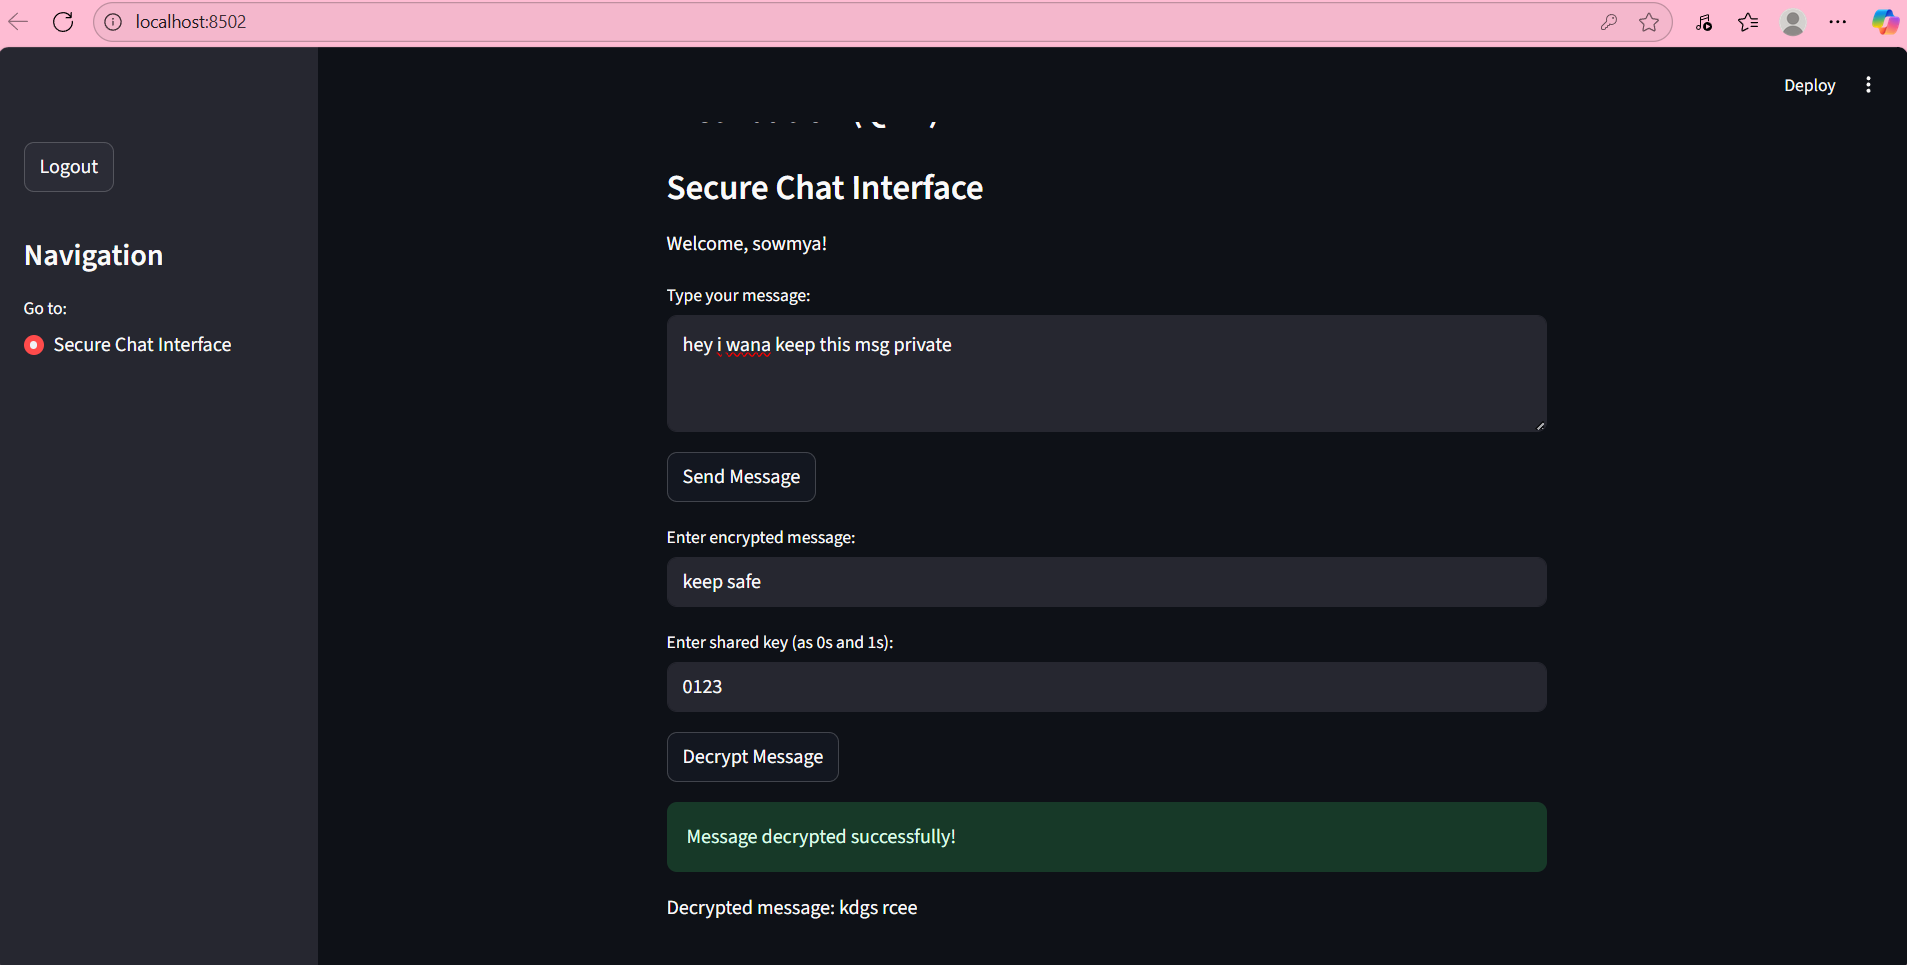 localhost:8502
Deploy
Logout
Navigation
Go to:
Secure Chat Interface
Secure Chat Interface
Welcome, sowmya!
Type your message:
hey i wana keep this msg private
Send Message
Enter encrypted message:
keep safe
Enter shared key (as 0s and 1s):
0123
Decrypt Message
Message decrypted successfully!
Decrypted message: kdgs rcee